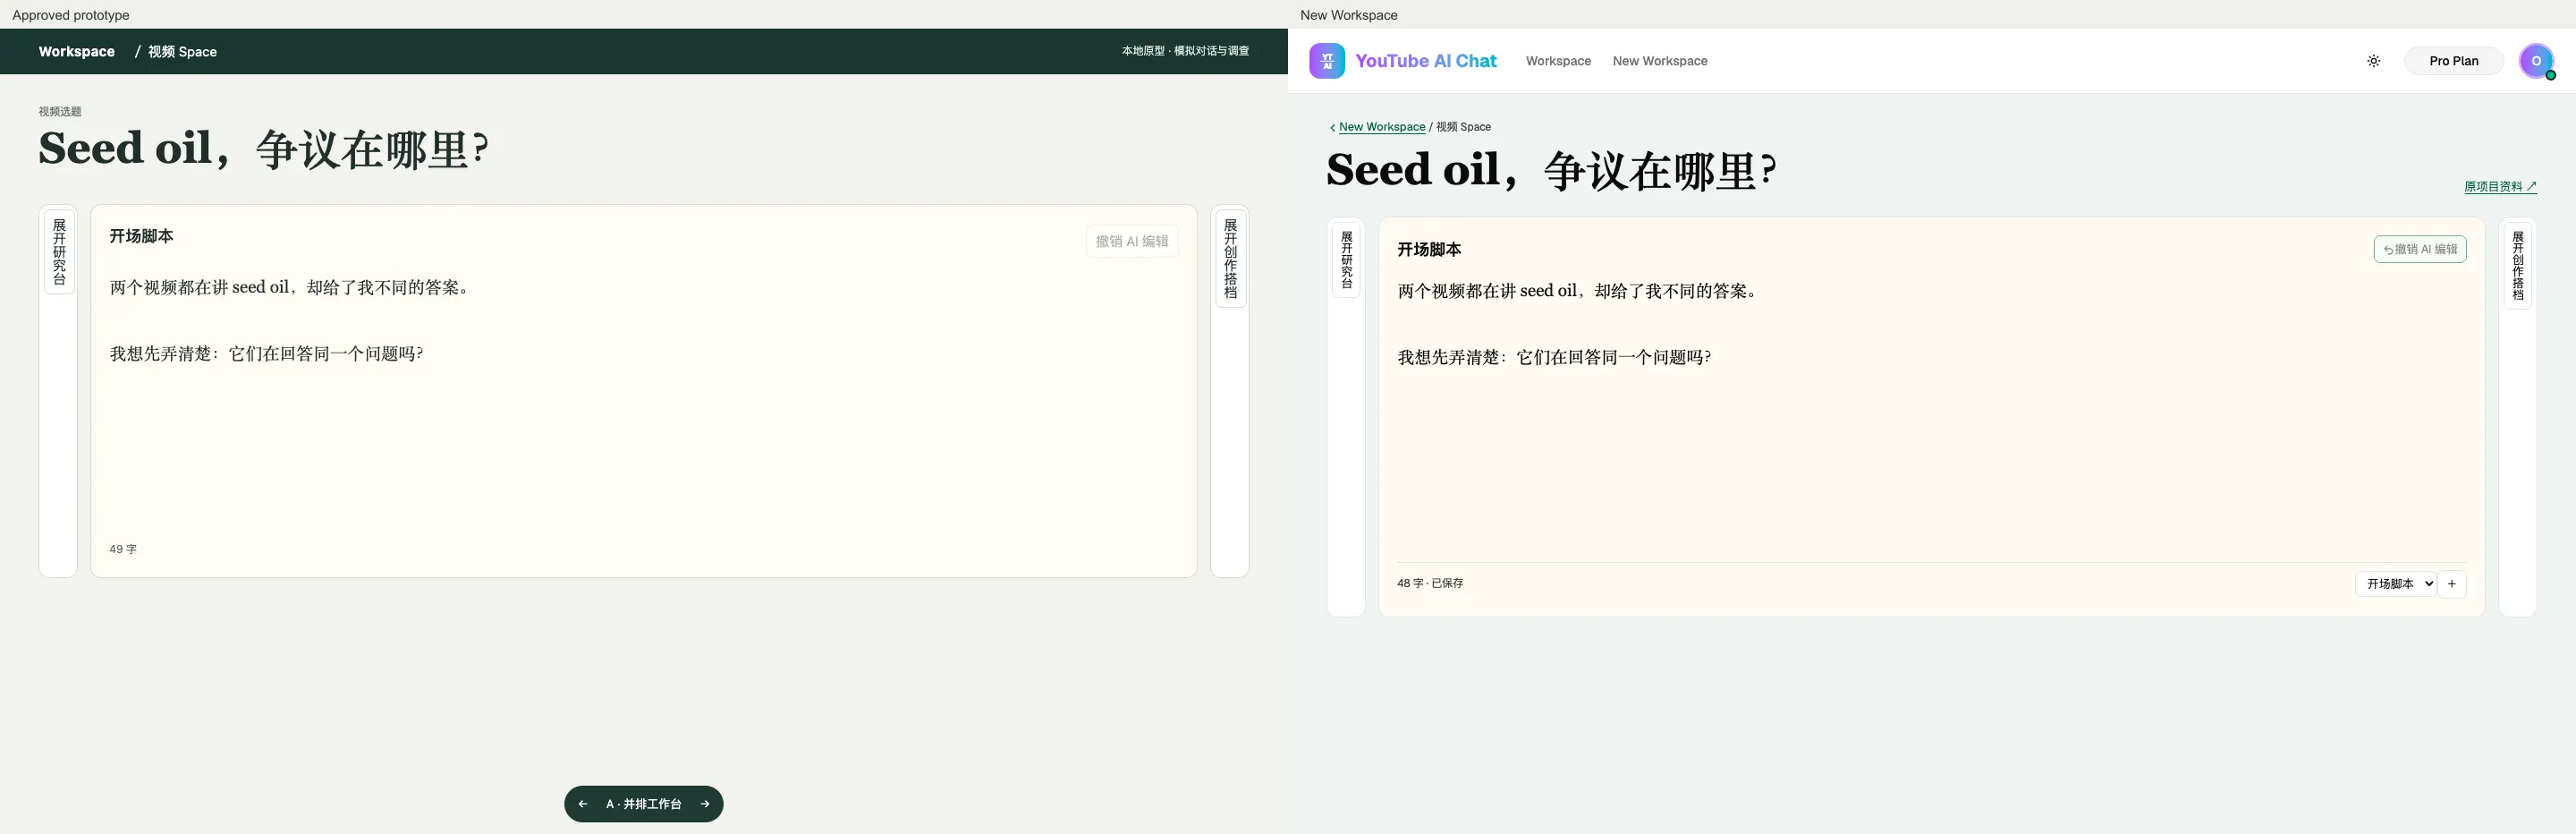 Approved prototype
Workspace / 视频 Space
本地原型 · 模拟对话与调查
视频选题
Seed oil，争议在哪里？
展开研究台
开场脚本
撤销 AI 编辑
两个视频都在讲 seed oil，却给了我不同的答案。
我想先弄清楚：它们在回答同一个问题吗？
49 字
展开创作搭档
← A · 并排工作台 →
New Workspace
YT AI
YouTube AI Chat
Workspace
New Workspace
Pro Plan
O
‹ New Workspace / 视频 Space
Seed oil，争议在哪里？
原项目资料 ↗
展开研究台
开场脚本
撤销 AI 编辑
两个视频都在讲 seed oil，却给了我不同的答案。
我想先弄清楚：它们在回答同一个问题吗？
48 字 · 已保存
开场脚本
+
展开创作搭档